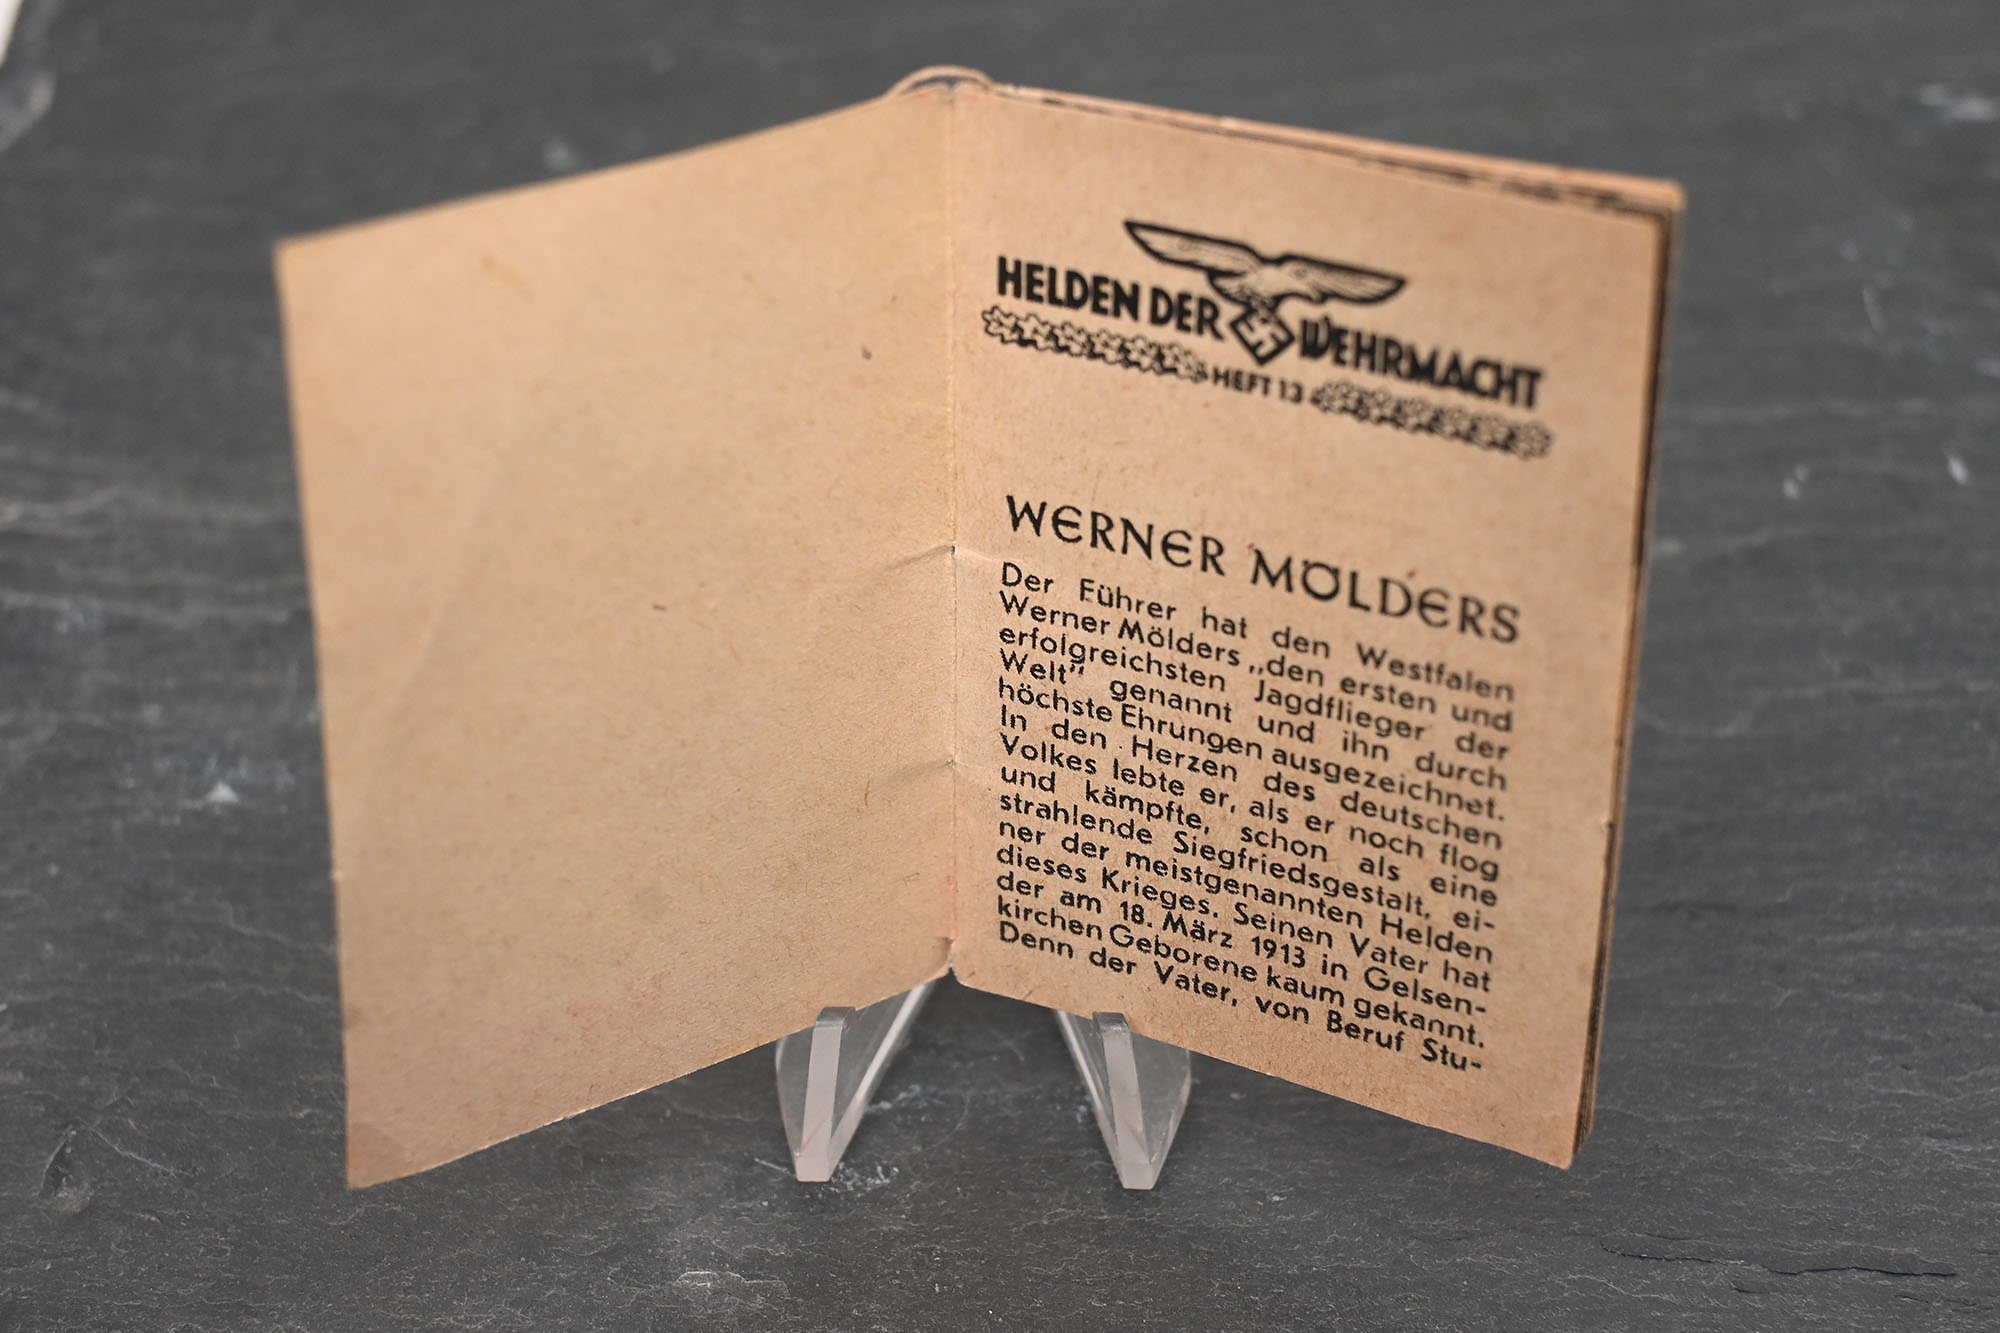 HELDEN DER WEHRMACHT
HEFT 13
WERNER MÖLDERS
Der Führer hat den Westfalen
Werner Mölders „den ersten und
erfolgreichsten Jagdflieger der
Welt" genannt und ihn durch
höchste Ehrungen ausgezeichnet.
In den Herzen des deutschen
Volkes lebte er, als er noch flog
und kämpfte, schon als eine
strahlende Siegfriedsgestalt, ei-
ner der meistgenannten Helden
dieses Krieges. Seinen Vater hat
der am 18. März 1913 in Gelsen-
kirchen Geborene kaum gekannt.
Denn der Vater, von Beruf Stu-